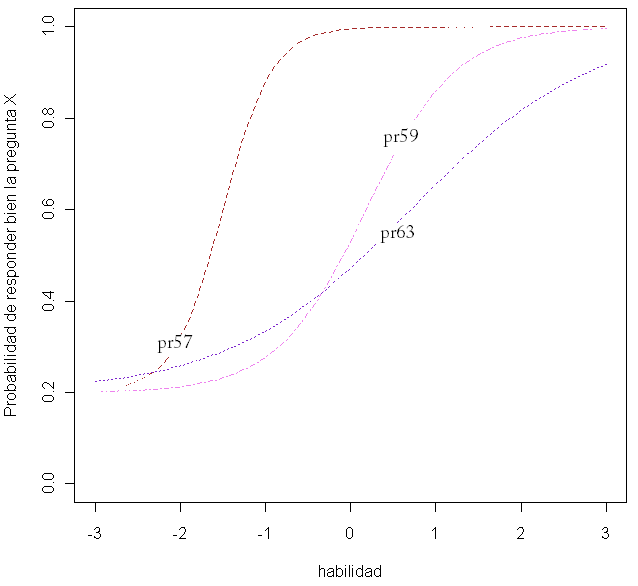 Probabilidad de responder bien la pregunta X
1.0
0.8
0.6
0.4
0.2
0.0
pr59
pr63
pr57
-3 -2 -1 0 1 2 3
habilidad